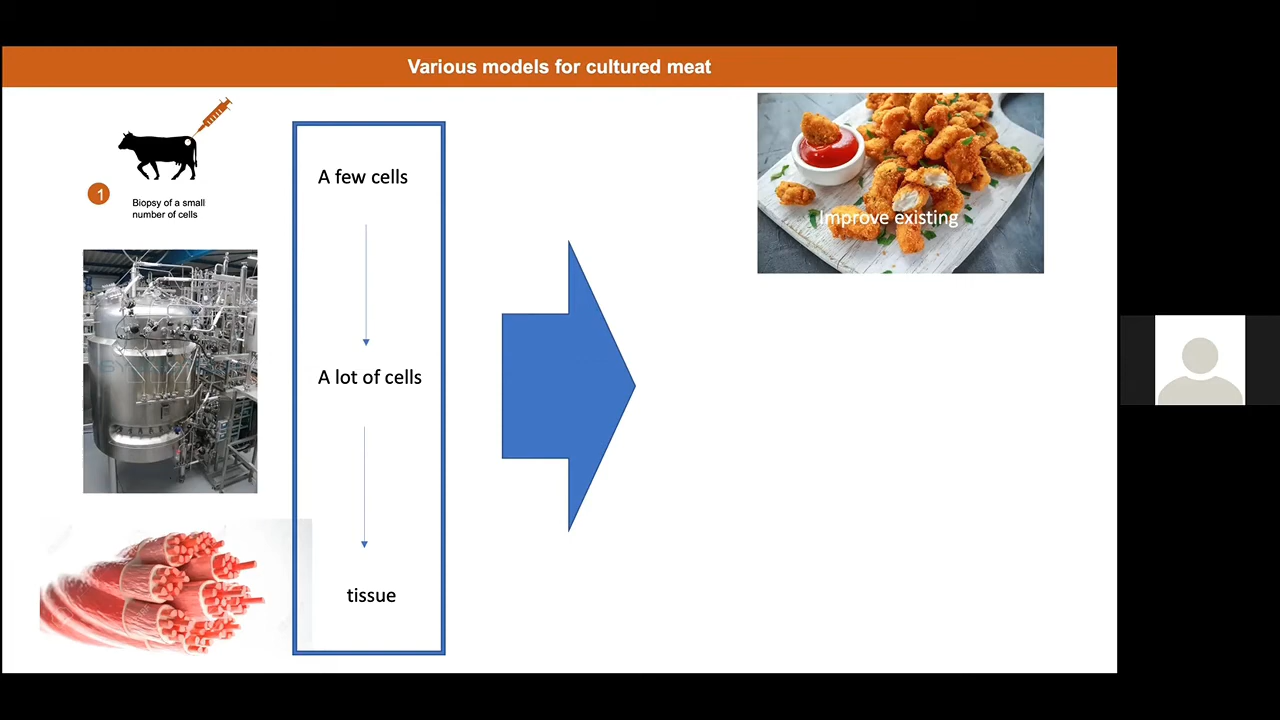 Various models for cultured meat
1
Biopsy of a small
number of cells
A few cells
A lot of cells
tissue
Improve existing